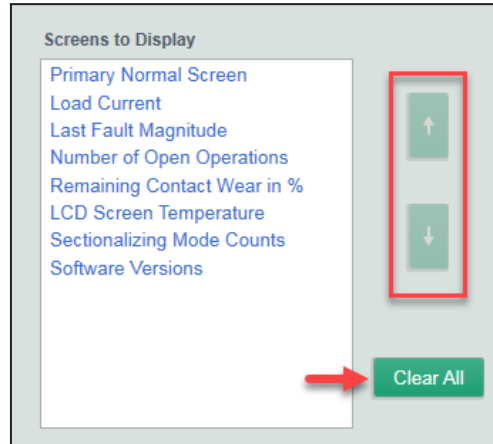 Screens to Display
Primary Normal Screen
Load Current
Last Fault Magnitude
Number of Open Operations
Remaining Contact Wear in %
LCD Screen Temperature
Sectionalizing Mode Counts
Software Versions
Clear All